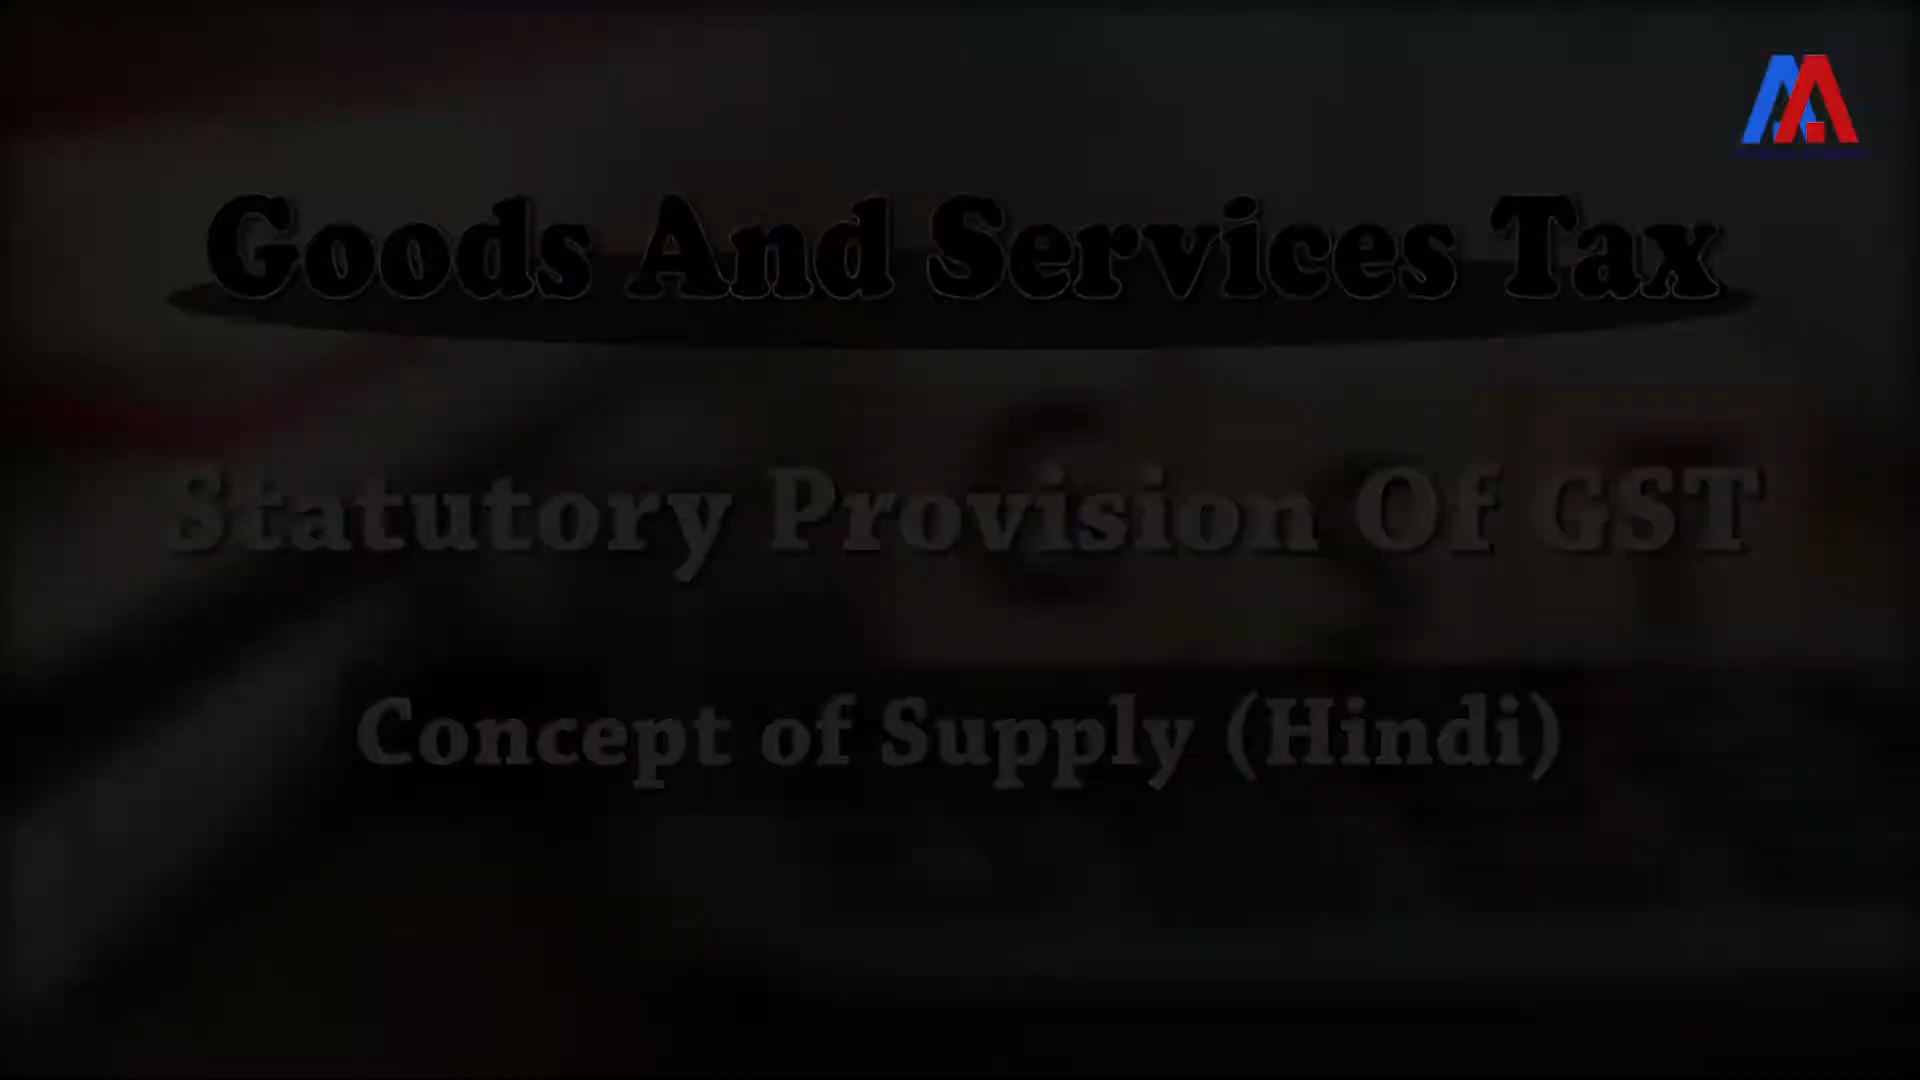 Goods And Services Tax
Statutory Provision Of GST
Concept of Supply (Hindi)